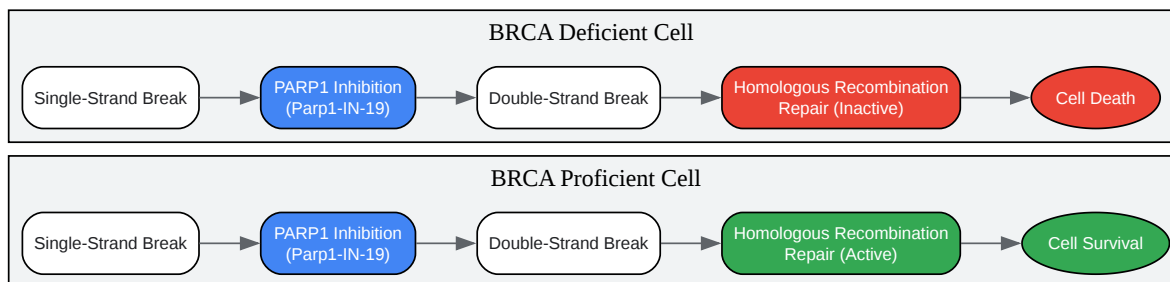 BRCA Deficient Cell
Single-Strand Break
PARP1 Inhibition
(Parp1-IN-19)
Double-Strand Break
Homologous Recombination
Repair (Inactive)
Cell Death
BRCA Proficient Cell
Single-Strand Break
PARP1 Inhibition
(Parp1-IN-19)
Double-Strand Break
Homologous Recombination
Repair (Active)
Cell Survival